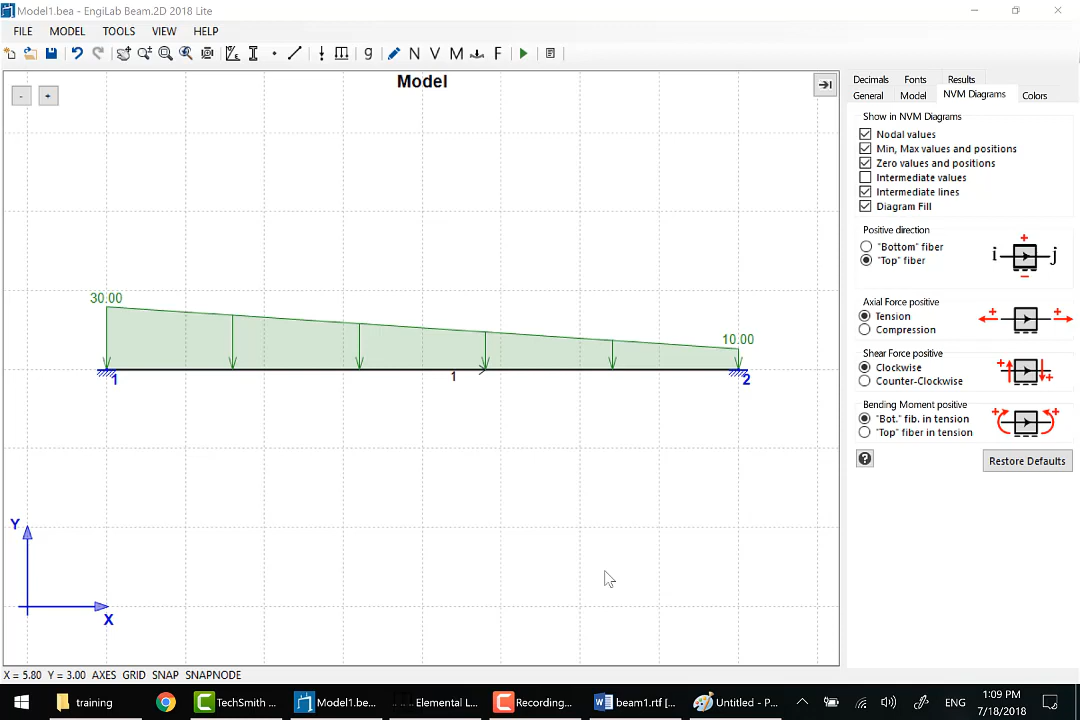 Model1.bea - EngiLab Beam.2D 2018 Lite
FILE MODEL TOOLS VIEW HELP
g N V M F
Model
- +
Decimals Fonts Results
General Model NVM Diagrams Colors
Show in NVM Diagrams
Nodal values
Min, Max values and positions
Zero values and positions
Intermediate values
Intermediate lines
Diagram Fill
Positive direction
"Bottom" fiber
"Top" fiber
i + - j
Axial Force positive
Tension
Compression
+ +
Shear Force positive
Clockwise
Counter-Clockwise
+ +
Bending Moment positive
"Bot." fib. in tension
"Top" fiber in tension
+ +
? Restore Defaults
30.00
10.00
1 1 2
Y
X
X = 5.80 Y = 3.00 AXES GRID SNAP SNAPNODE
training TechSmith ... Model1.be... Elemental L... Recording... beam1.rtf [... Untitled - P... ENG 1:09 PM
7/18/2018